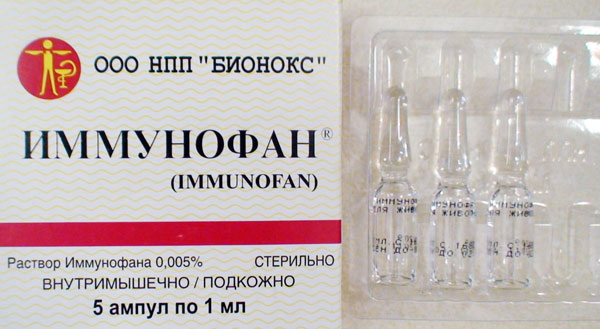 ООО НПП "БИОНОКС"
ИММУНОФАН®
(IMMUNOFAN)
Раствор Иммунофана 0,005% СТЕРИЛЬНО
ВНУТРИМЫШЕЧНО / ПОДКОЖНО
5 ампул по 1 мл